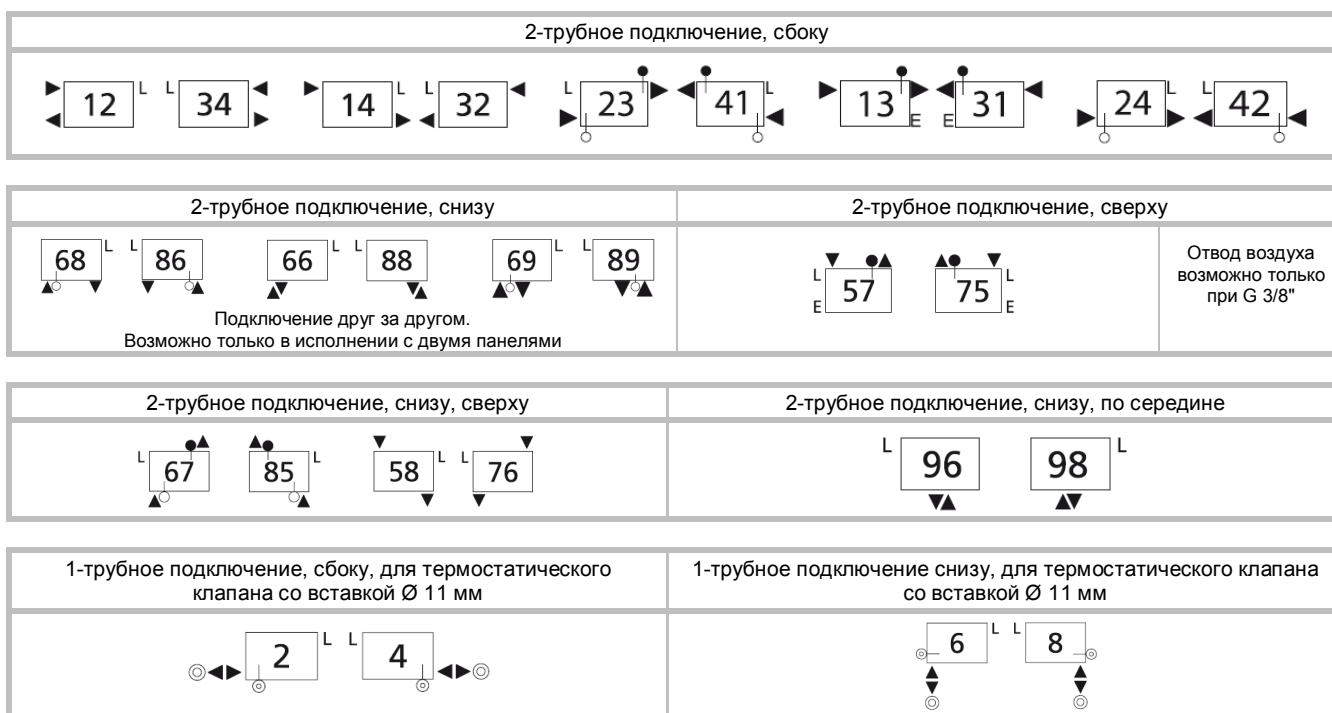 2-трубное подключение, сбоку
12 L L 34 14 L L 32 L 23 41 L 13 E E 31 24 L L 42
2-трубное подключение, снизу
2-трубное подключение, сверху
68 L L 86 66 L L 88 69 L L 89
Подключение друг за другом.
Возможно только в исполнении с двумя панелями
L E 57 75 L E
Отвод воздуха
возможно только
при G 3/8"
2-трубное подключение, снизу, сверху
2-трубное подключение, снизу, по середине
L 67 85 L 58 L L 76
L 96 98 L
1-трубное подключение, сбоку, для термостатического
клапана со вставкой Ø 11 мм
1-трубное подключение снизу, для термостатического клапана
со вставкой Ø 11 мм
2 L L 4
6 L L 8